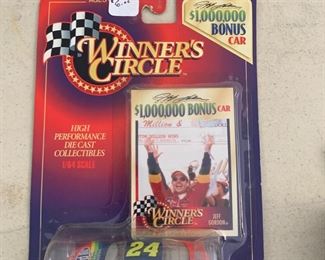 $1,000,000
BONUS
CAR
WINNER'S
CIRCLE
HIGH
PERFORMANCE
DIE CAST
COLLECTIBLES
1/64 SCALE
$1,000,000 BONUS CAR
Million &
WINNER'S
CIRCLE
JEFF
GORDON
24